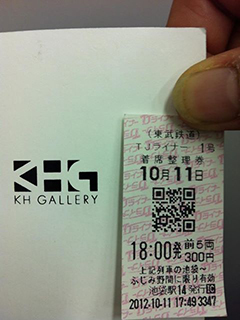 KHG
KH GALLERY
(東武鉄道)
TJライナー 1号
着席整理券
10月11日
18:00発 前5両
300円
上記列車の池袋〜
ふじみ野間に限り有効
池袋駅14発行
2012.10.11 17:49 3347